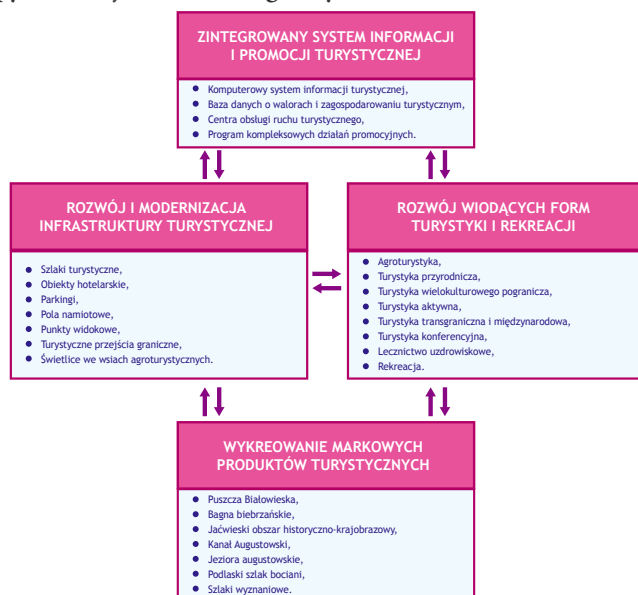 ZINTEGROWANY SYSTEM INFORMACJI
I PROMOCJI TURYSTYCZNEJ
Komputerowy system informacji turystycznej,
Baza danych o walorach i zagospodarowaniu turystycznym,
Centra obsługi ruchu turystycznego,
Program kompleksowych działań promocyjnych.
ROZWÓJ I MODERNIZACJA
INFRASTRUKTURY TURYSTYCZNEJ
Szlaki turystyczne,
Obiekty hotelarskie,
Parkingi,
Pola namiotowe,
Punkty widokowe,
Turystyczne przejścia graniczne,
Świetlice we wsiach agroturystycznych.
ROZWÓJ WIODĄCYCH FORM
TURYSTYKI I REKREACJI
Agroturystyka,
Turystyka przyrodnicza,
Turystyka wielokulturowego pogranicza,
Turystyka aktywna,
Turystyka transgraniczna i międzynarodowa,
Turystyka konferencyjna,
Lecznictwo uzdrowiskowe,
Rekreacja.
WYKREOWANIE MARKOWYCH
PRODUKTÓW TURYSTYCZNYCH
Puszcza Białowieska,
Bagna biebrzańskie,
Jaćwieski obszar historyczno-krajobrazowy,
Kanał Augustowski,
Jeziora augustowskie,
Podlaski szlak bociani,
Szlaki wyznaniowe.